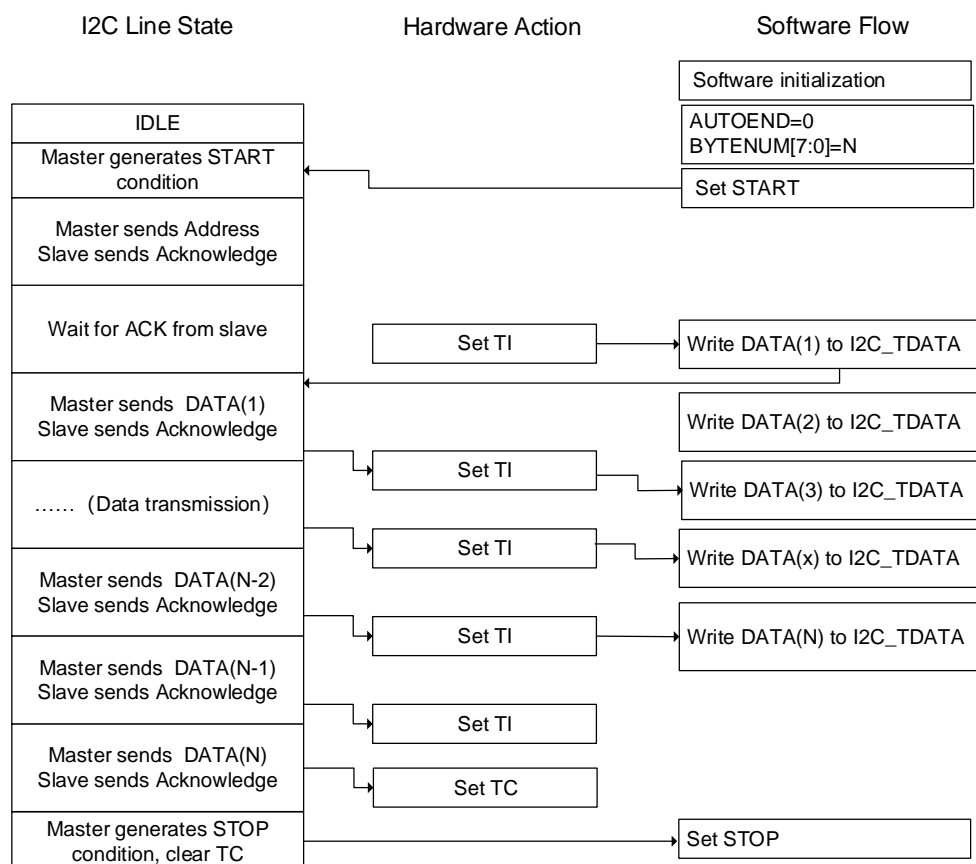 I2C Line State
Hardware Action
Software Flow
Software initialization
IDLE
AUTOEND=0
BYTENUM[7:0]=N
Master generates START
condition
Set START
Master sends Address
Slave sends Acknowledge
Wait for ACK from slave
Set TI
Write DATA(1) to I2C_TDATA
Master sends DATA(1)
Slave sends Acknowledge
Write DATA(2) to I2C_TDATA
Set TI
Write DATA(3) to I2C_TDATA
…… (Data transmission)
Set TI
Write DATA(x) to I2C_TDATA
Master sends DATA(N-2)
Slave sends Acknowledge
Set TI
Write DATA(N) to I2C_TDATA
Master sends DATA(N-1)
Slave sends Acknowledge
Set TI
Master sends DATA(N)
Slave sends Acknowledge
Set TC
Master generates STOP
condition, clear TC
Set STOP